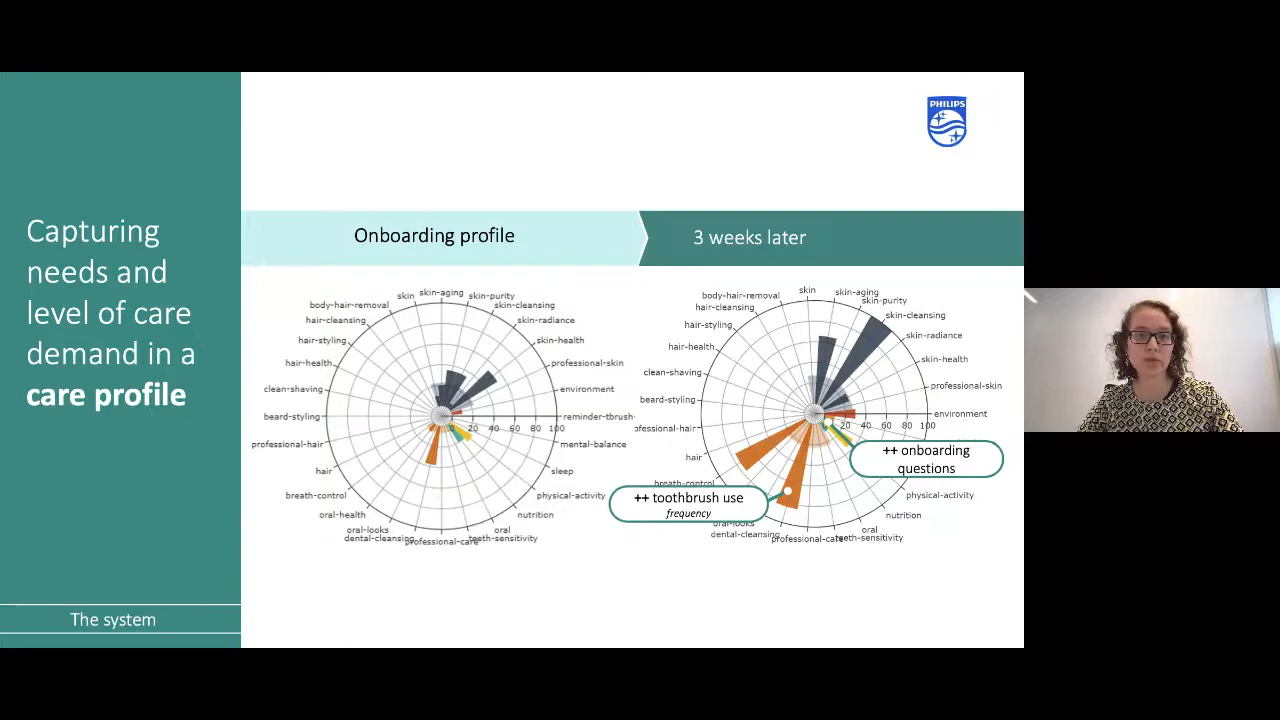 PHILIPS
Capturing
needs and
level of care
demand in a
care profile
The system
Onboarding profile
3 weeks later
skin-aging
skin
skin-purity
body-hair-removal
skin-cleansing
hair-cleansing
skin-radiance
hair-styling
skin-health
hair-health
professional-skin
clean-shaving
environment
beard-styling
reminder-tbrush
0 20 40 60 80 100
professional-hair
mental-balance
hair
sleep
breath-control
physical-activity
oral-health
nutrition
oral-looks
oral
dental-cleansing
professional-care
teeth-sensitivity
skin
skin-aging
body-hair-removal
skin-purity
hair-cleansing
skin-cleansing
hair-styling
skin-radiance
hair-health
skin-health
clean-shaving
professional-skin
beard-styling
environment
20 40 60 80 100
rofessional-hair
++ onboarding
questions
hair
breath-control
physical-activity
++ toothbrush use
frequency
nutrition
oral-looks
oral
dental-cleansing
professional-care
teeth-sensitivity